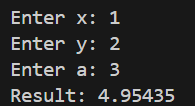 Enter x: 1
Enter y: 2
Enter a: 3
Result: 4.95435